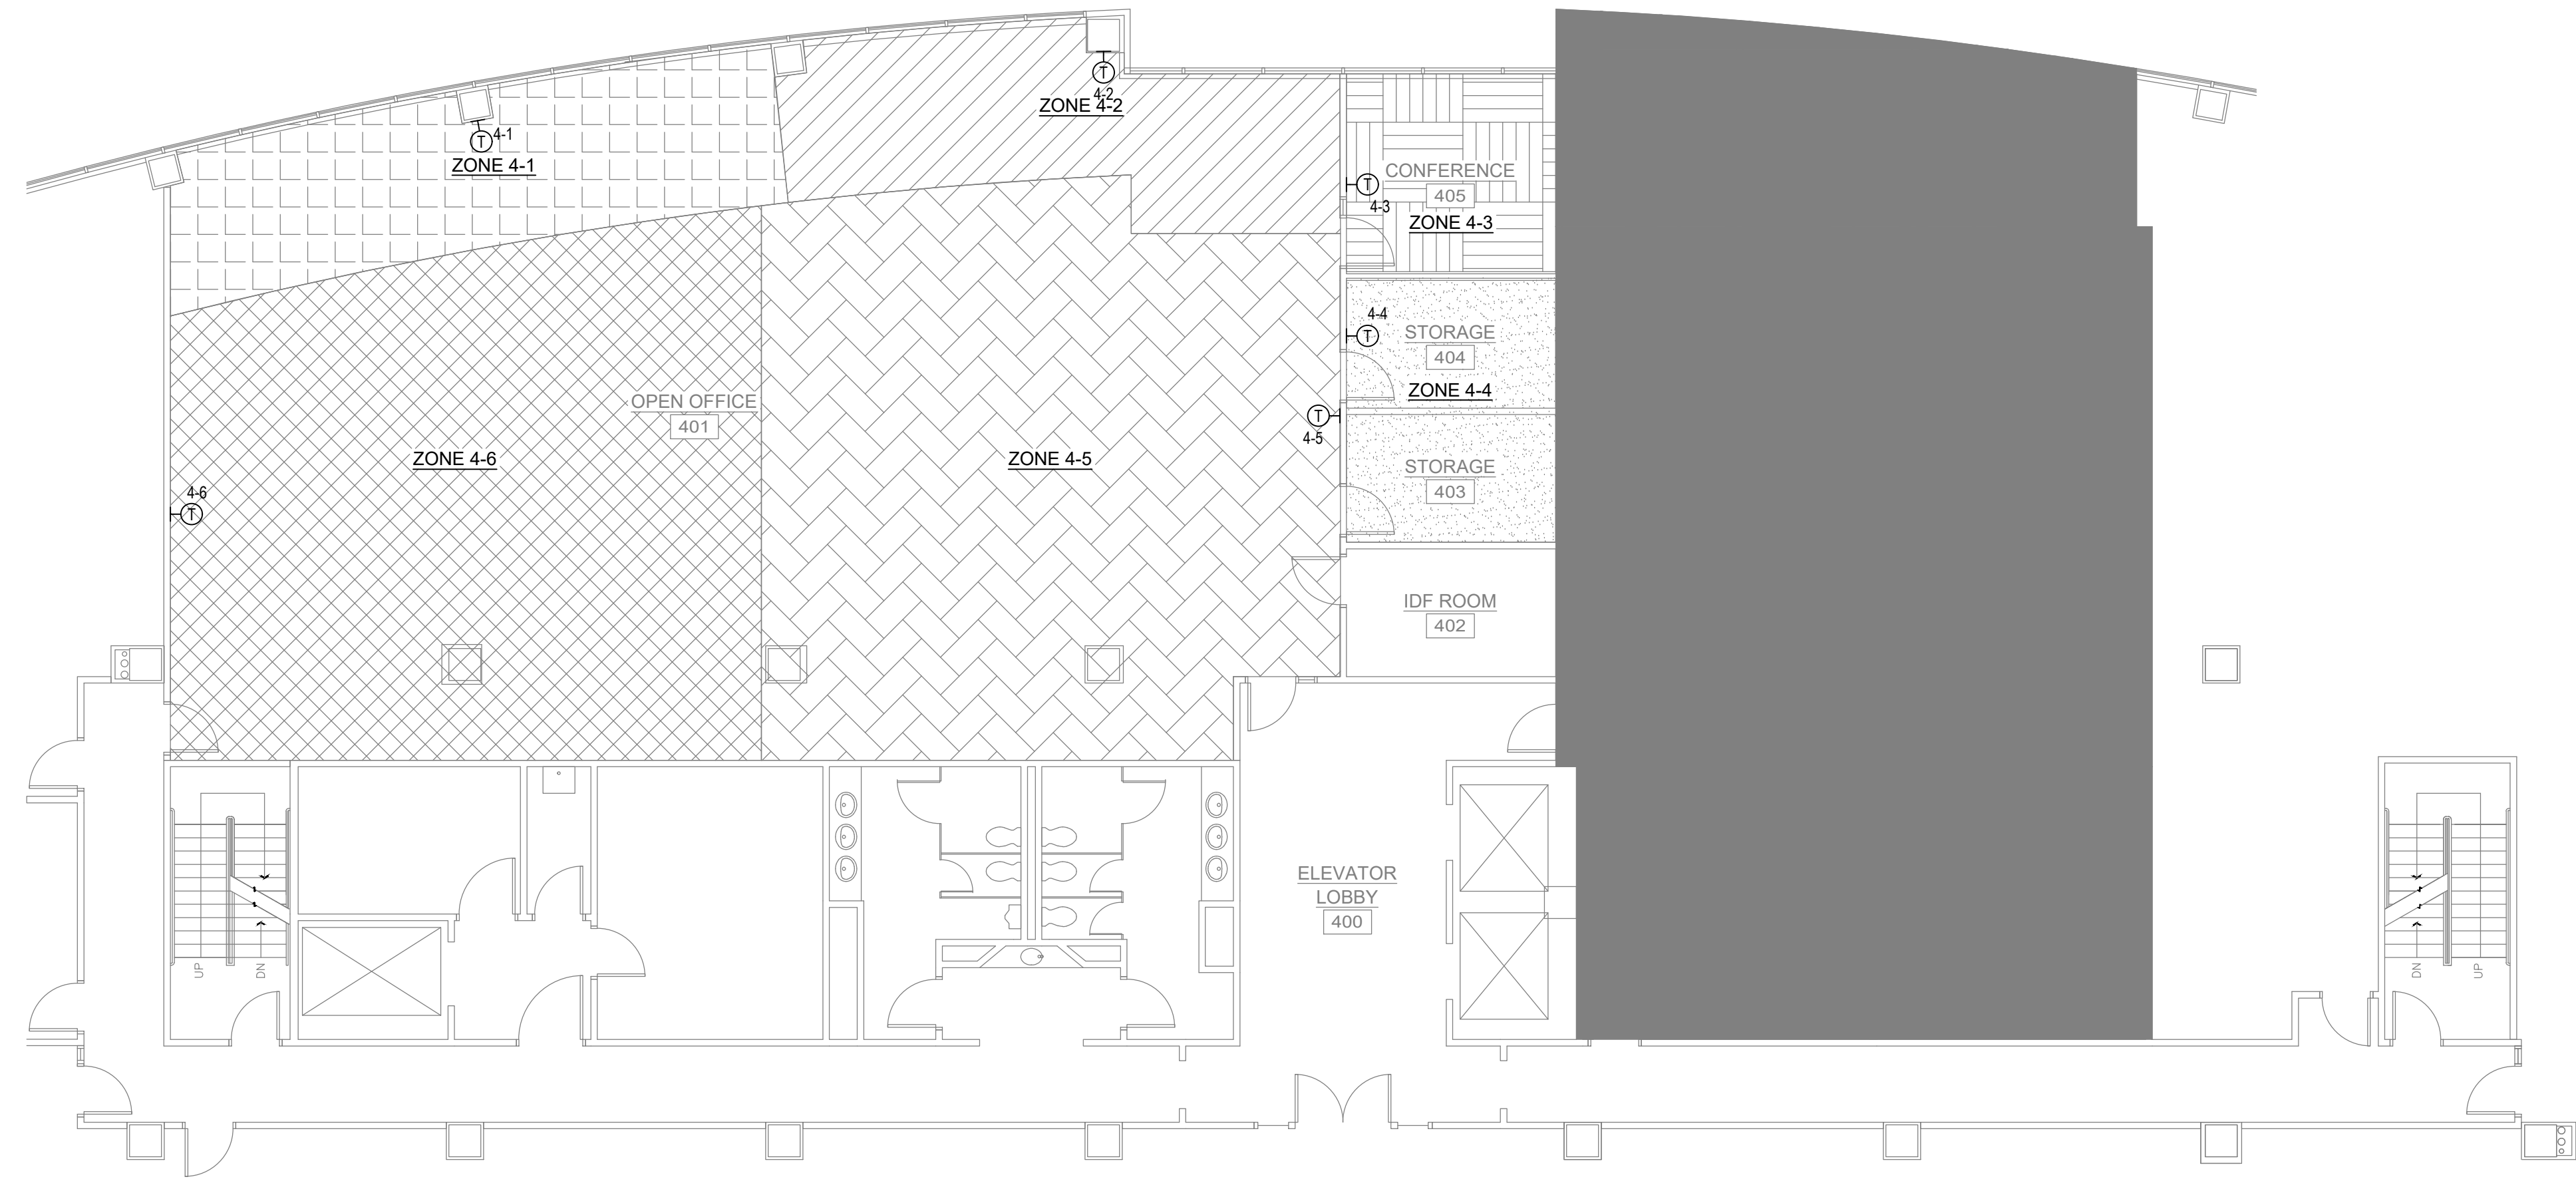 T
4-2
ZONE 4-2
T
4-1
ZONE 4-1
CONFERENCE
405
T
4-3
ZONE 4-3
4-4
T
STORAGE
404
ZONE 4-4
OPEN OFFICE
401
T
4-5
ZONE 4-6
ZONE 4-5
STORAGE
403
4-6
T
IDF ROOM
402
ELEVATOR
LOBBY
400
UP
DN
DN
UP